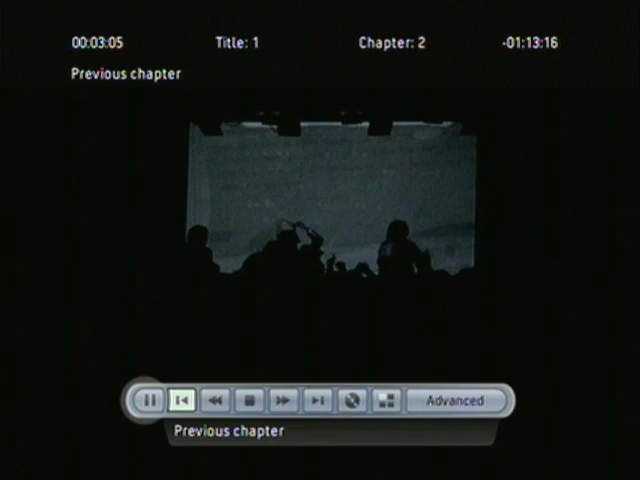 00:03:05 Title: 1 Chapter: 2 -01:13:16
Previous chapter
Advanced
Previous chapter